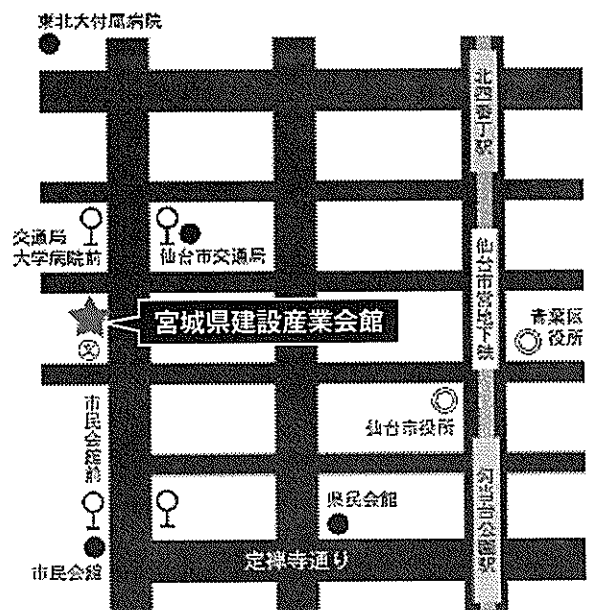 東北大付属病院
北四番丁駅
交通局
大学病院前
仙台市交通局
仙台市営地下鉄
宮城県建設産業会館
青葉区
役所
文
市民会館前
仙台市役所
勾当台公園駅
県民会館
市民会館
定禅寺通り